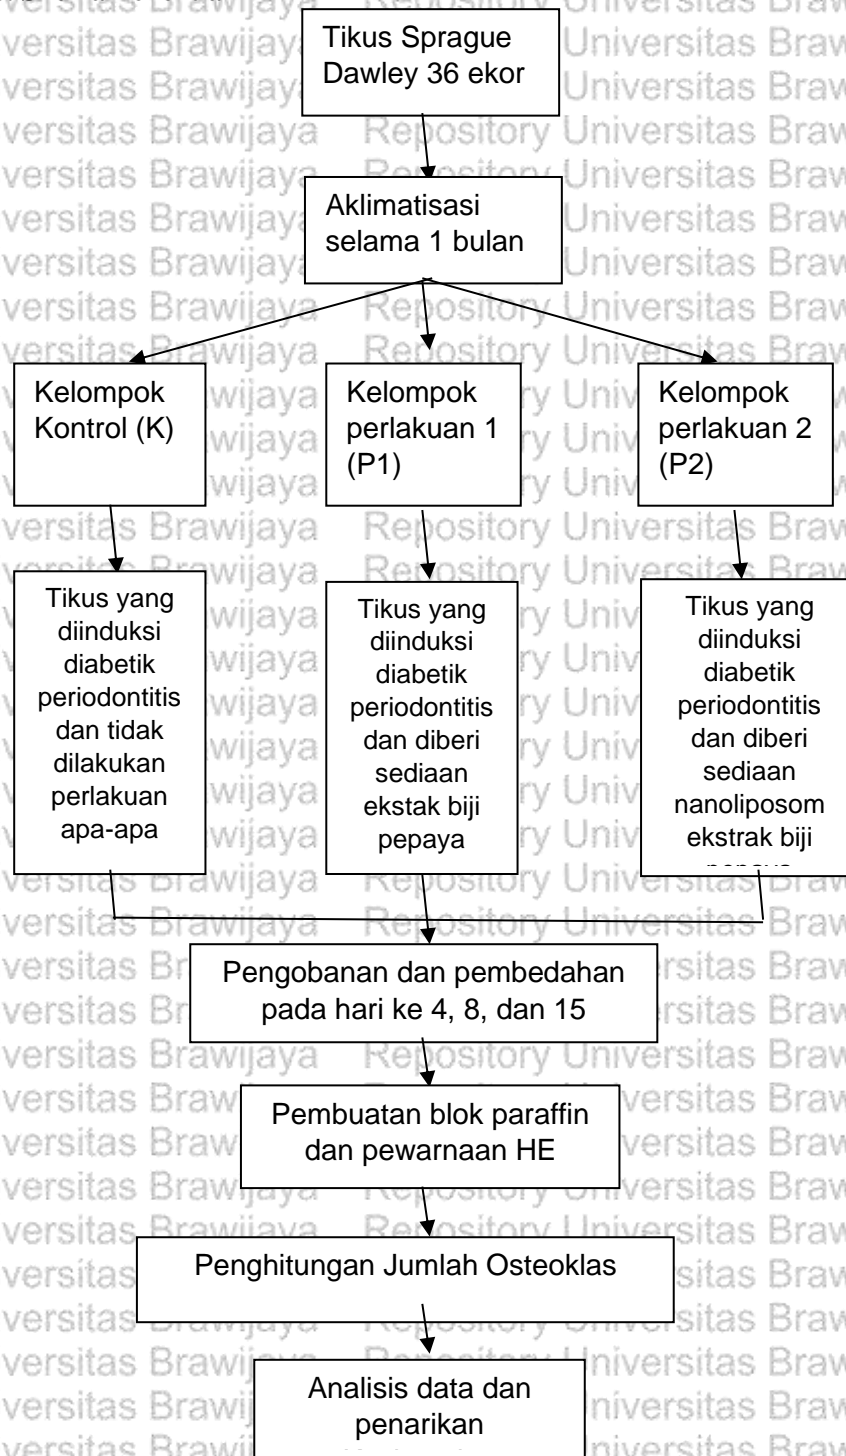 Tikus Sprague
Dawley 36 ekor
Aklimatisasi
selama 1 bulan
Kelompok
Kontrol (K)
Kelompok
perlakuan 1
(P1)
Kelompok
perlakuan 2
(P2)
Tikus yang
diinduksi
diabetik
periodontitis
dan tidak
dilakukan
perlakuan
apa-apa
Tikus yang
diinduksi
diabetik
periodontitis
dan diberi
sediaan
ekstak biji
pepaya
Tikus yang
diinduksi
diabetik
periodontitis
dan diberi
sediaan
nanoliposom
ekstrak biji
Pengobanan dan pembedahan
pada hari ke 4, 8, dan 15
Pembuatan blok paraffin
dan pewarnaan HE
Penghitungan Jumlah Osteoklas
Analisis data dan
penarikan